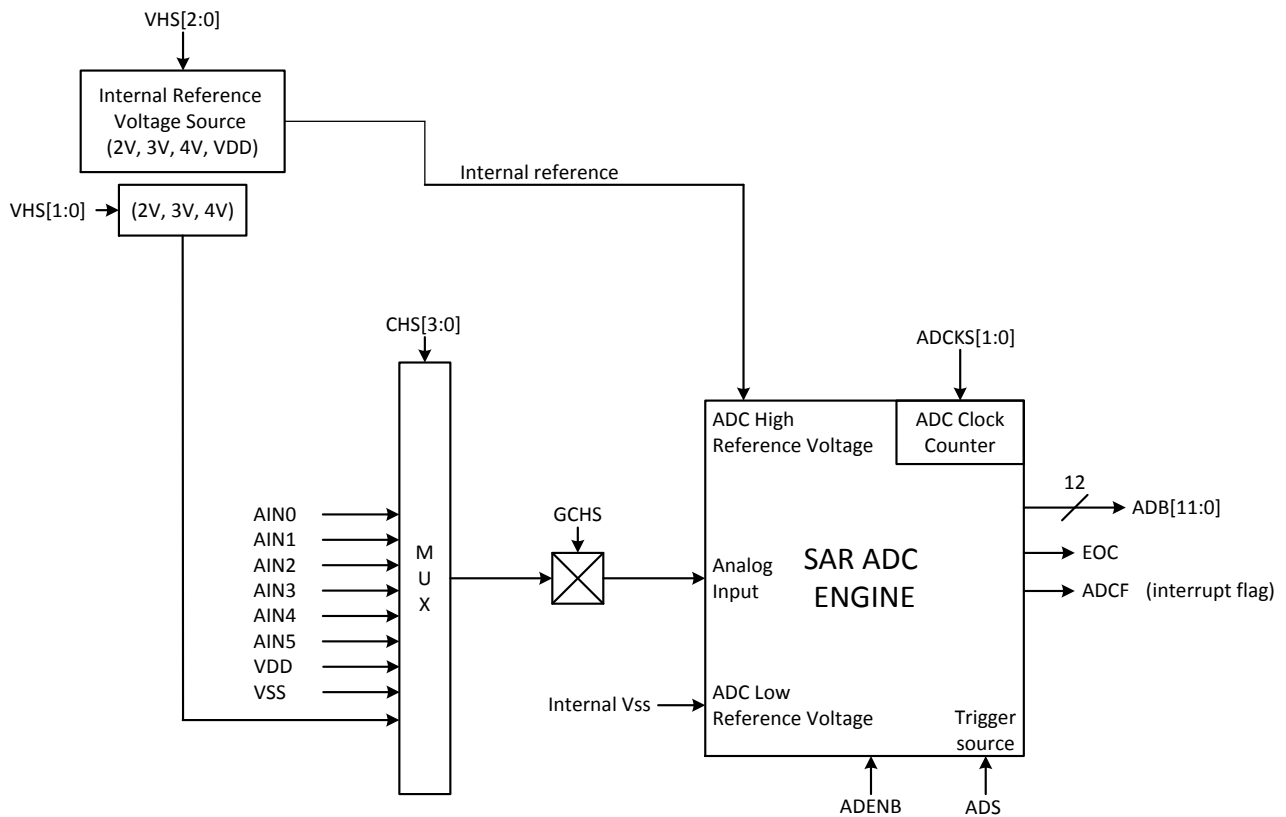 VHS[2:0]
Internal Reference
Voltage Source
(2V, 3V, 4V, VDD)
Internal reference
VHS[1:0]
(2V, 3V, 4V)
CHS[3:0]
ADCKS[1:0]
ADC High
Reference Voltage
ADC Clock
Counter
12
ADB[11:0]
AIN0
AIN1
AIN2
AIN3
AIN4
AIN5
VDD
VSS
M
U
X
GCHS
Analog
Input
SAR ADC
ENGINE
EOC
ADCF (interrupt flag)
Internal Vss
ADC Low
Reference Voltage
Trigger
source
ADENB
ADS